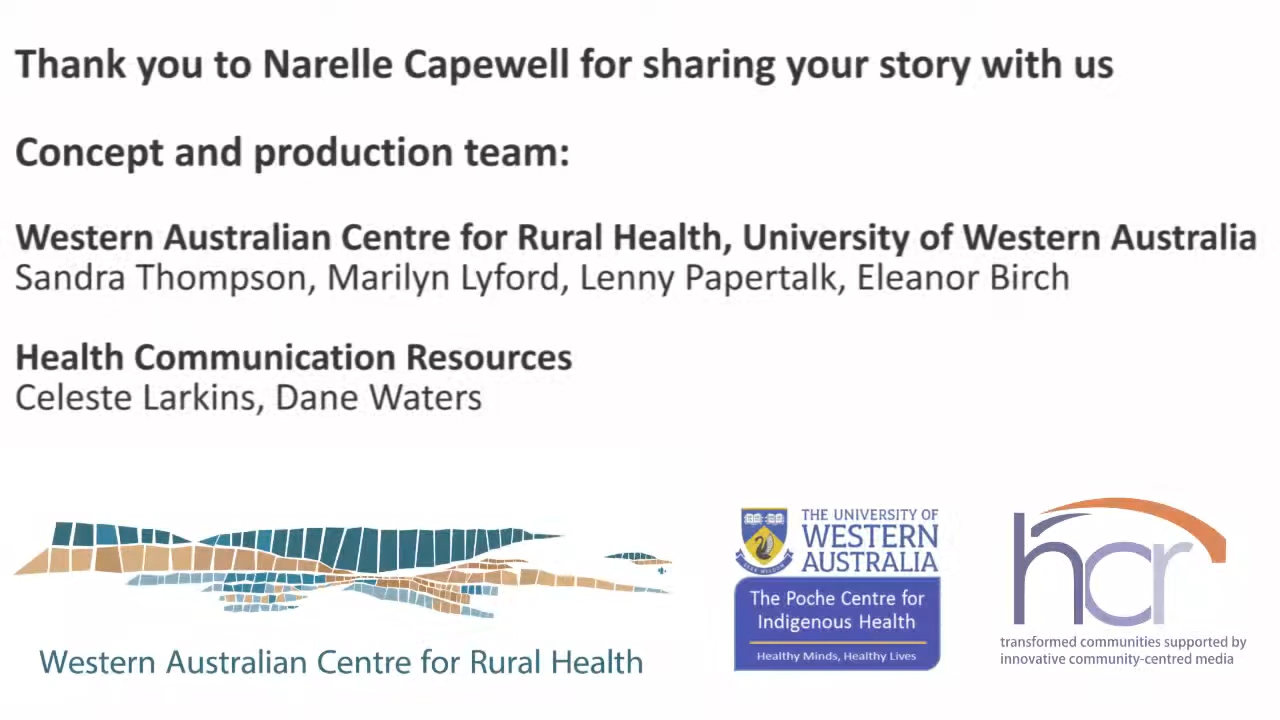 Thank you to Narelle Capewell for sharing your story with us
Concept and production team:
Western Australian Centre for Rural Health, University of Western Australia
Sandra Thompson, Marilyn Lyford, Lenny Papertalk, Eleanor Birch
Health Communication Resources
Celeste Larkins, Dane Waters
Western Australian Centre for Rural Health
THE UNIVERSITY OF
WESTERN
AUSTRALIA
The Poche Centre for
Indigenous Health
Healthy Minds, Healthy Lives
hcr
transformed communities supported by
innovative community-centred media